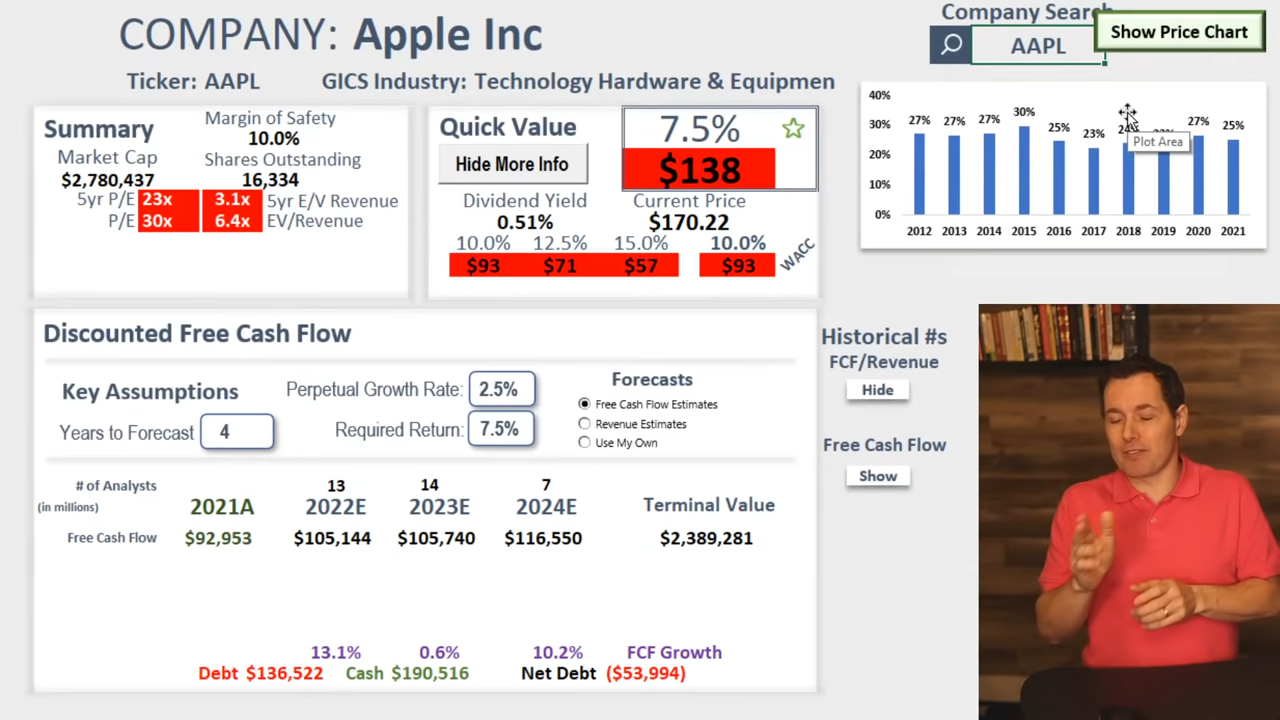 COMPANY: Apple Inc
Ticker: AAPL GICS Industry: Technology Hardware & Equipmen
Company Search
AAPL
Show Price Chart
Summary
Margin of Safety
10.0%
Market Cap
$2,780,437
Shares Outstanding
16,334
5yr P/E 23x 3.1x 5yr E/V Revenue
P/E 30x 6.4x EV/Revenue
Quick Value
Hide More Info
7.5%
$138
Dividend Yield
0.51%
Current Price
$170.22
10.0% 12.5% 15.0% 10.0%
$93 $71 $57 $93
WACC
40%
30%
20%
10%
0%
27% 27% 27% 30% 25% 23% 27% 25%
Plot Area
2012 2013 2014 2015 2016 2017 2018 2019 2020 2021
Discounted Free Cash Flow
Key Assumptions
Years to Forecast 4
Perpetual Growth Rate: 2.5%
Required Return: 7.5%
Forecasts
Free Cash Flow Estimates
Revenue Estimates
Use My Own
Historical #s
FCF/Revenue
Hide
Free Cash Flow
Show
# of Analysts 13 14 7
(in millions) 2021A 2022E 2023E 2024E Terminal Value
Free Cash Flow $92,953 $105,144 $105,740 $116,550 $2,389,281
13.1% 0.6% 10.2% FCF Growth
Debt $136,522 Cash $190,516 Net Debt ($53,994)